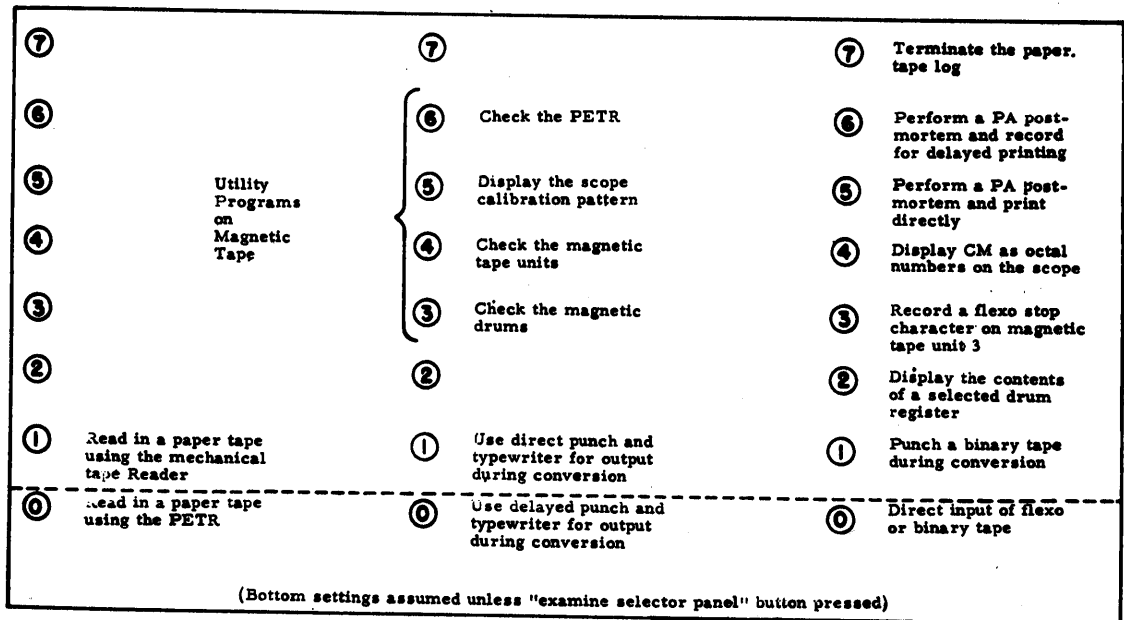 7
6
5
4
3
2
1 Read in a paper tape
using the mechanical
tape Reader
0 Read in a paper tape
using the PETR
Utility
Programs
on
Magnetic
Tape
7
6 Check the PETR
5 Display the scope
calibration pattern
4 Check the magnetic
tape units
3 Check the magnetic
drums
2
1 Use direct punch and
typewriter for output
during conversion
0 Use delayed punch and
typewriter for output
during conversion
7 Terminate the paper.
tape log
6 Perform a PA post-
mortem and record
for delayed printing
5 Perform a PA post-
mortem and print
directly
4 Display CM as octal
numbers on the scope
3 Record a flexo stop
character on magnetic
tape unit 3
2 Display the contents
of a selected drum
register
1 Punch a binary tape
during conversion
0 Direct input of flexo
or binary tape
(Bottom settings assumed unless "examine selector panel" button pressed)